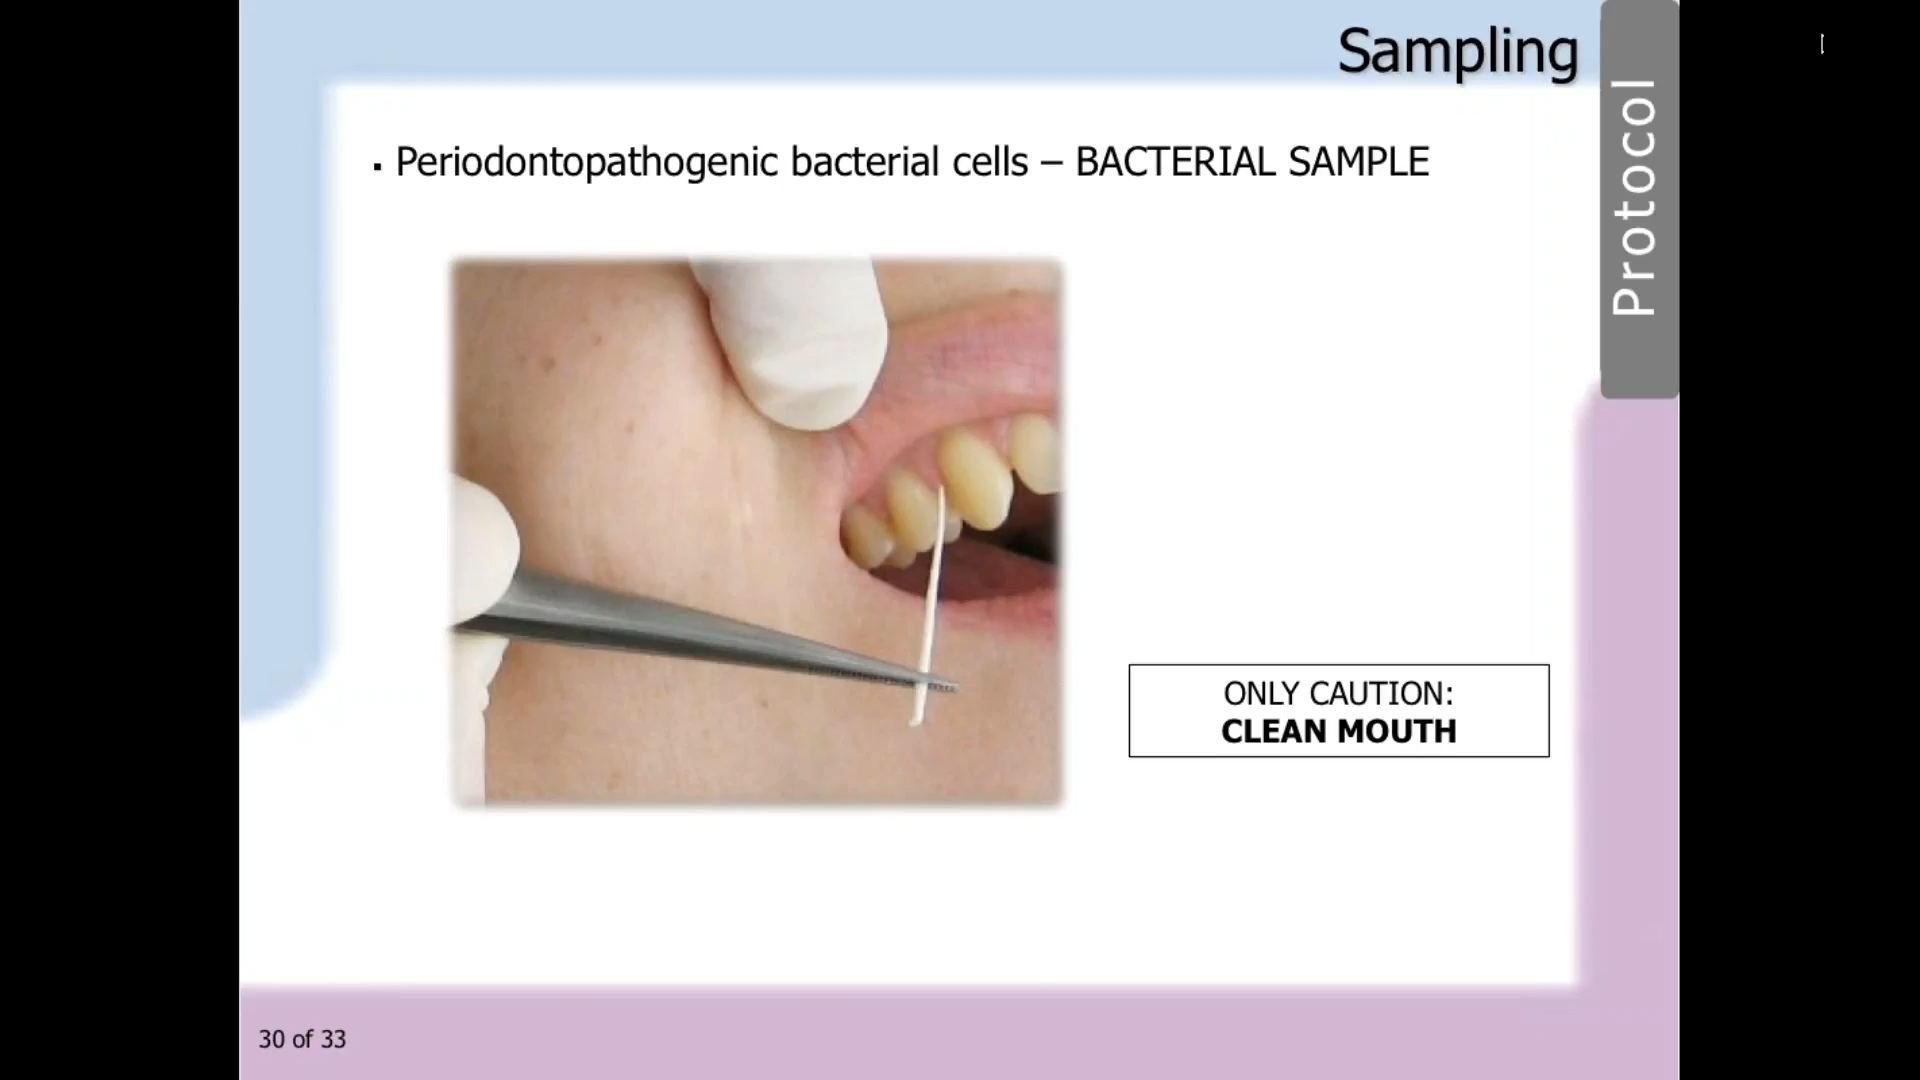 Sampling
Protocol
▪ Periodontopathogenic bacterial cells – BACTERIAL SAMPLE
ONLY CAUTION:
CLEAN MOUTH
30 of 33